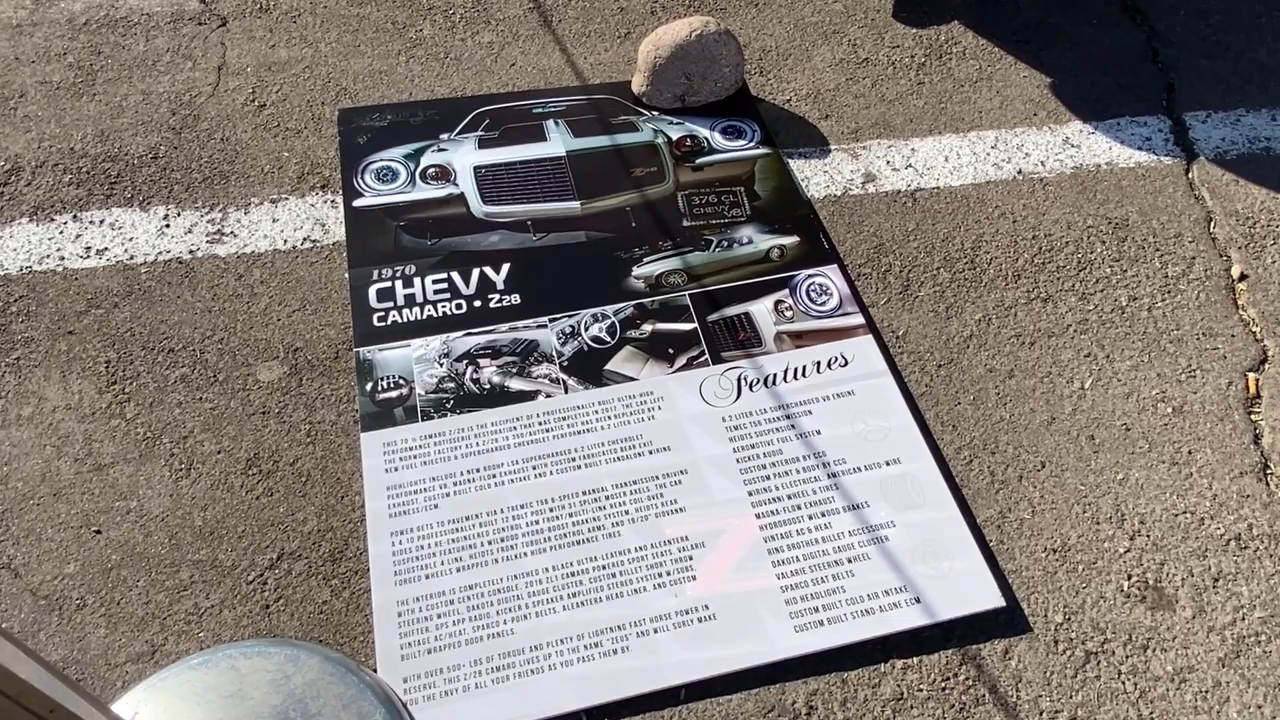 Z28
376 CI
CHEVY
V8
1970
CHEVY
CAMARO • Z28
Features
THIS 70 ½ CAMARO Z/28 IS THE RECIPIENT OF A PROFESSIONALLY BUILT ULTRA-HIGH
PERFORMANCE ROTISSERIE RESTORATION THAT WAS COMPLETED IN 2017. THE CAR LEFT
THE NORWOOD FACTORY AS A Z/28 19 350/AUTOMATIC BUT HAS BEEN REPLACED BY A
NEW FUEL INJECTED & SUPERCHARGED CHEVROLET PERFORMANCE 6.2 LITER LSA V8.
HIGHLIGHTS INCLUDE A NEW 600HP LSA SUPERCHARGED 6.2 LITER CHEVROLET
PERFORMANCE V8, MAGNA-FLOW EXHAUST WITH CUSTOM FABRICATED REAR EXIT
EXHAUST, CUSTOM BUILT COLD AIR INTAKE AND A CUSTOM BUILT STANDALONE WIRING
HARNESS/ECM.
POWER GETS TO PAVEMENT VIA A TREMEC T56 6-SPEED MANUAL TRANSMISSION DRIVING
A 4.10 PROFESSIONALLY BUILT 12 BOLT POSI WITH 31 SPLINE MOSER AXELS. THE CAR
RIDES ON A RE-ENGINEERED CONTROL ARM FRONT/MULTI-LINK REAR COIL-OVER
SUSPENSION FEATURING A WILWOOD HYDRO-BOOST BRAKING SYSTEM, HEIDTS REAR
ADJUSTABLE 4 LINK, HEIDTS FRONT TUBULAR CONTROL ARMS, AND 19/20" GIOVANNI
FORGED WHEELS WRAPPED IN FALKEN HIGH PERFORMANCE TIRES.
THE INTERIOR IS COMPLETELY FINISHED IN BLACK ULTRA-LEATHER AND ALEANTERA
WITH A CUSTOM CENTER CONSOLE, 2016 ZL1 CAMARO POWERED SPORT SEATS, VALARIE
STEERING WHEEL, DAKOTA DIGITAL GAUGE CLUSTER, CUSTOM BILLET SHORT THROW
SHIFTER, GPS APP RADIO, KICKER 6 SPEAKER AMPLIFIED STEREO SYSTEM W/SUBS,
VINTAGE AC/HEAT, SPARCO 4-POINT BELTS, ALEANTERA HEAD LINER, AND CUSTOM
BUILT/WRAPPED DOOR PANELS.
WITH OVER 500+ LBS OF TORQUE AND PLENTY OF LIGHTNING FAST HORSE POWER IN
RESERVE, THIS Z/28 CAMARO LIVES UP TO THE NAME "ZEUS" AND WILL SURLY MAKE
YOU THE ENVY OF ALL YOUR FRIENDS AS YOU PASS THEM BY.
6.2 LITER LSA SUPERCHARGED V8 ENGINE
TEMEC T56 TRANSMISSION
HEIDTS SUSPENSION
AEROMOTIVE FUEL SYSTEM
KICKER AUDIO
CUSTOM INTERIOR BY CCG
CUSTOM PAINT & BODY BY CCG
WIRING & ELECTRICAL, AMERICAN AUTO-WIRE
GIOVANNI WHEEL & TIRES
MAGNA-FLOW EXHAUST
HYDROBOOST WILWOOD BRAKES
VINTAGE AC & HEAT
RING BROTHER BILLET ACCESSORIES
DAKOTA DIGITAL GAUGE CLUSTER
VALARIE STEERING WHEEL
SPARCO SEAT BELTS
HID HEADLIGHTS
CUSTOM BUILT COLD AIR INTAKE
CUSTOM BUILT STAND-ALONE ECM